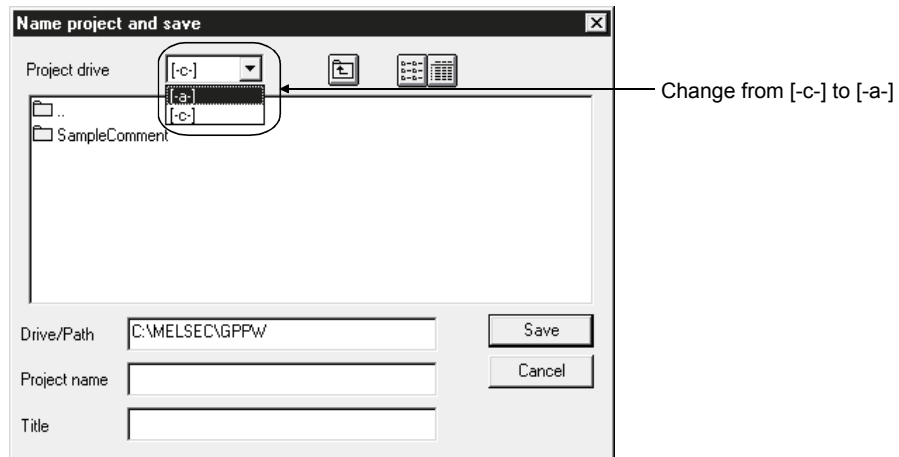 Name project and save
Project drive
[-c-]
[-a-]
[-c-]
Change from [-c-] to [-a-]
..
SampleComment
Drive/Path
C:\MELSEC\GPPW
Save
Project name
Cancel
Title